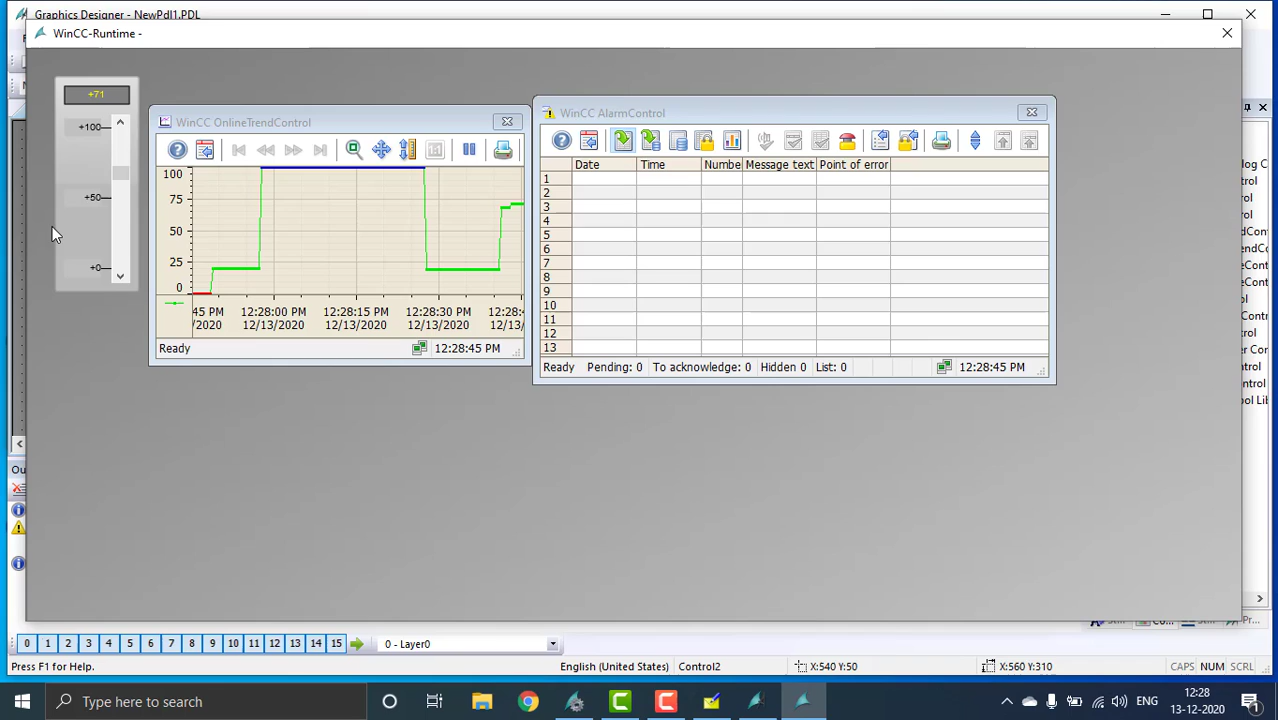 Graphics Designer - NewPdl1.PDL
WinCC-Runtime -
+71
+100
+50
+0
WinCC OnlineTrendControl
100
75
50
25
0
:45 PM 12:28:00 PM 12:28:15 PM 12:28:30 PM 12:28:4
/2020 12/13/2020 12/13/2020 12/13/2020 12/13
Ready 12:28:45 PM
WinCC AlarmControl
Date Time Numbe Message text Point of error
1
2
3
4
5
6
7
8
9
10
11
12
13
Ready Pending: 0 To acknowledge: 0 Hidden 0 List: 0 12:28:45 PM
Ou
0 1 2 3 4 5 6 7 8 9 10 11 12 13 14 15 0 - Layer0
Press F1 for Help. English (United States) Control2 X:540 Y:50 X:560 Y:310 CAPS NUM SCRL
Type here to search
ENG
12:28
13-12-2020
1